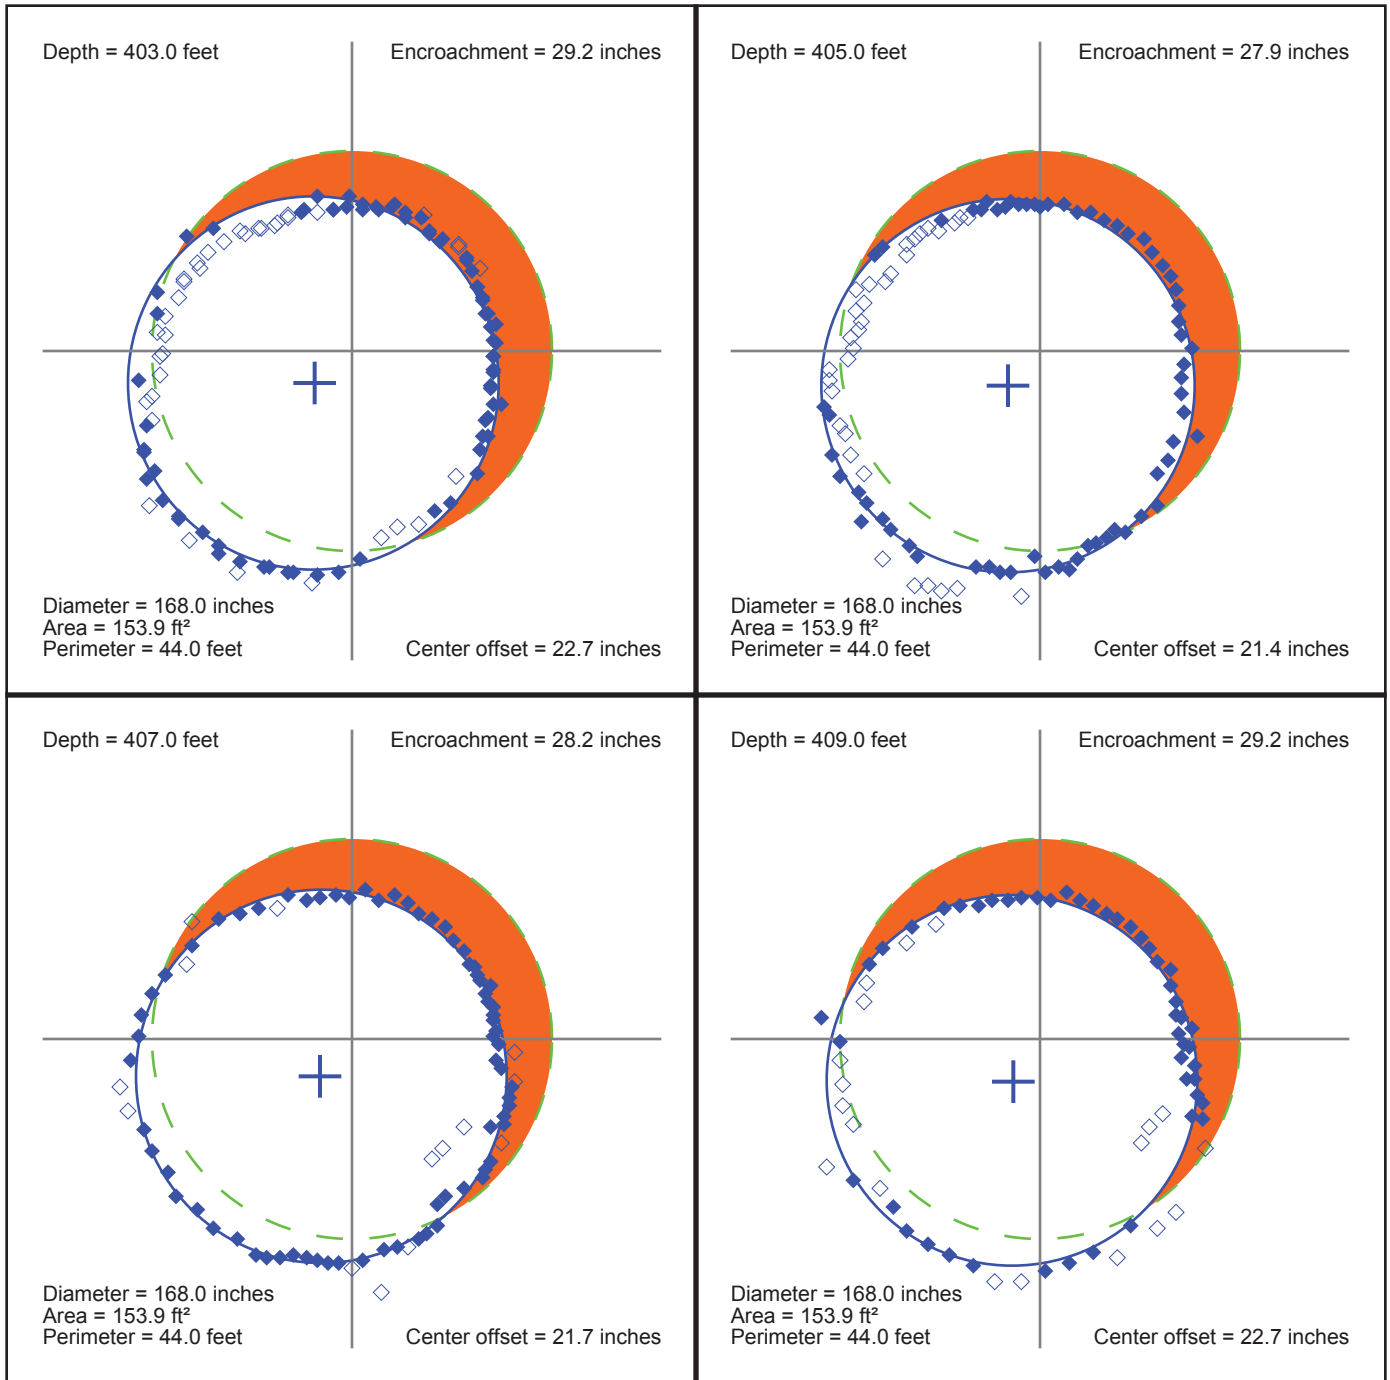 Depth = 403.0 feet
Encroachment = 29.2 inches
Diameter = 168.0 inches
Area = 153.9 ft²
Perimeter = 44.0 feet
Center offset = 22.7 inches
Depth = 405.0 feet
Encroachment = 27.9 inches
Diameter = 168.0 inches
Area = 153.9 ft²
Perimeter = 44.0 feet
Center offset = 21.4 inches
Depth = 407.0 feet
Encroachment = 28.2 inches
Diameter = 168.0 inches
Area = 153.9 ft²
Perimeter = 44.0 feet
Center offset = 21.7 inches
Depth = 409.0 feet
Encroachment = 29.2 inches
Diameter = 168.0 inches
Area = 153.9 ft²
Perimeter = 44.0 feet
Center offset = 22.7 inches